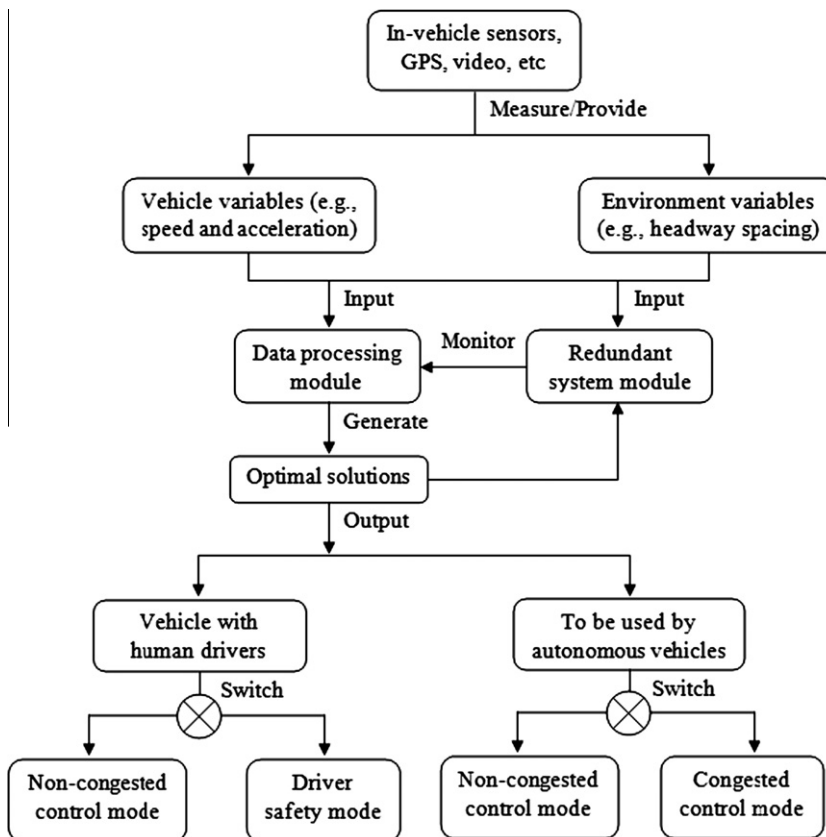 In-vehicle sensors,
GPS, video, etc
Measure/Provide
Vehicle variables (e.g.,
speed and acceleration)
Environment variables
(e.g., headway spacing)
Input
Input
Data processing
module
Monitor
Redundant
system module
Generate
Optimal solutions
Output
Vehicle with
human drivers
To be used by
autonomous vehicles
Switch
Switch
Non-congested
control mode
Driver
safety mode
Non-congested
control mode
Congested
control mode